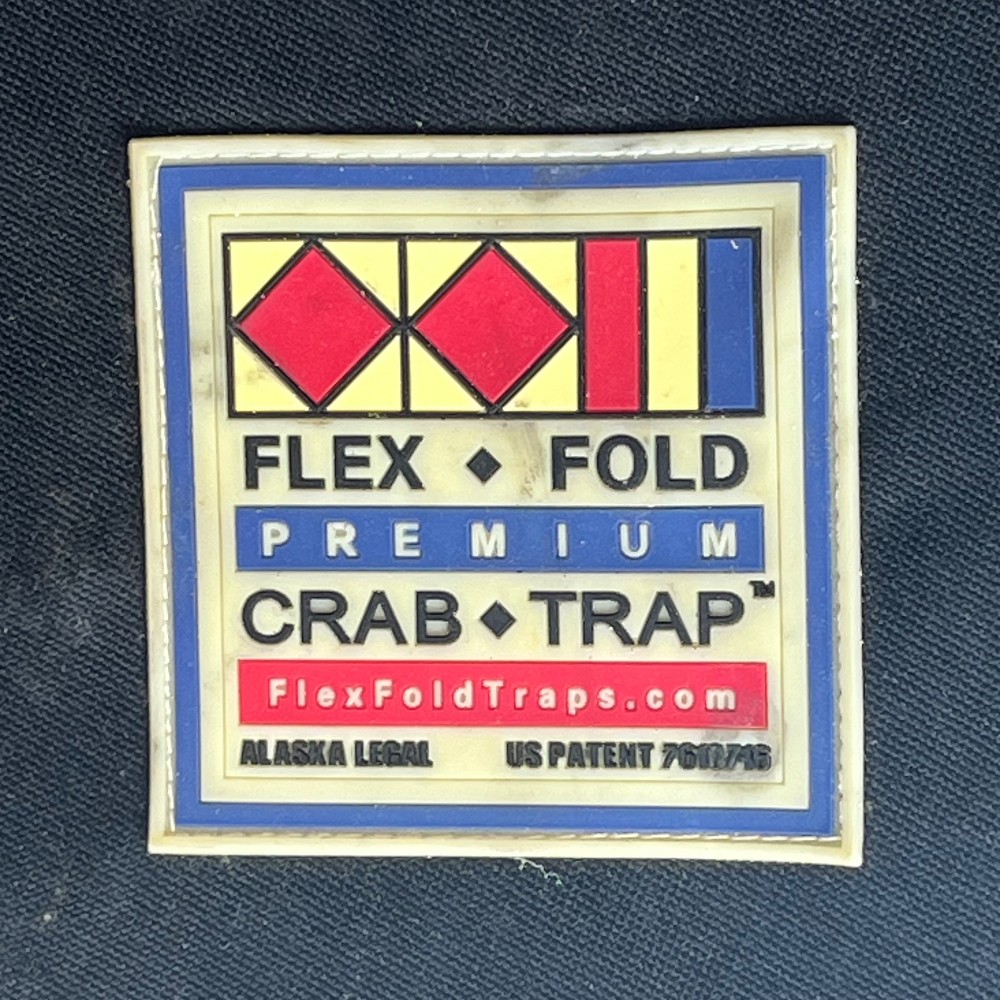 FLEX ◆ FOLD
PREMIUM
CRAB ◆ TRAP™
FlexFoldTraps.com
ALASKA LEGAL US PATENT